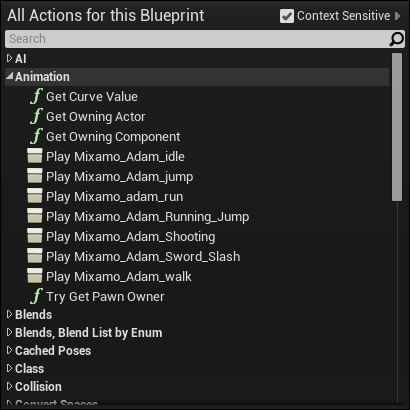 All Actions for this Blueprint Context Sensitive
Search
AI
Animation
f Get Curve Value
f Get Owning Actor
f Get Owning Component
Play Mixamo_Adam_idle
Play Mixamo_Adam_jump
Play Mixamo_adam_run
Play Mixamo_Adam_Running_Jump
Play Mixamo_Adam_Shooting
Play Mixamo_Adam_Sword_Slash
Play Mixamo_Adam_walk
f Try Get Pawn Owner
Blends
Blends, Blend List by Enum
Cached Poses
Class
Collision
Convert Spaces